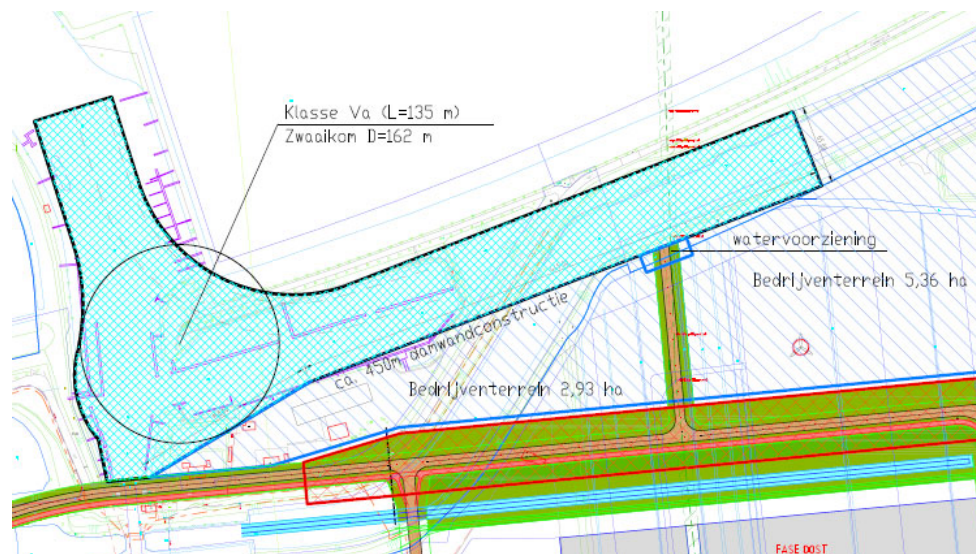 Klasse Va (L=135 m)
Zwaaikom D=162 m
watervoorziening
Bedrijventerrein 5,36 ha
ca. 450m damwandconstructie
Bedrijventerrein 2,93 ha
FASE OOST